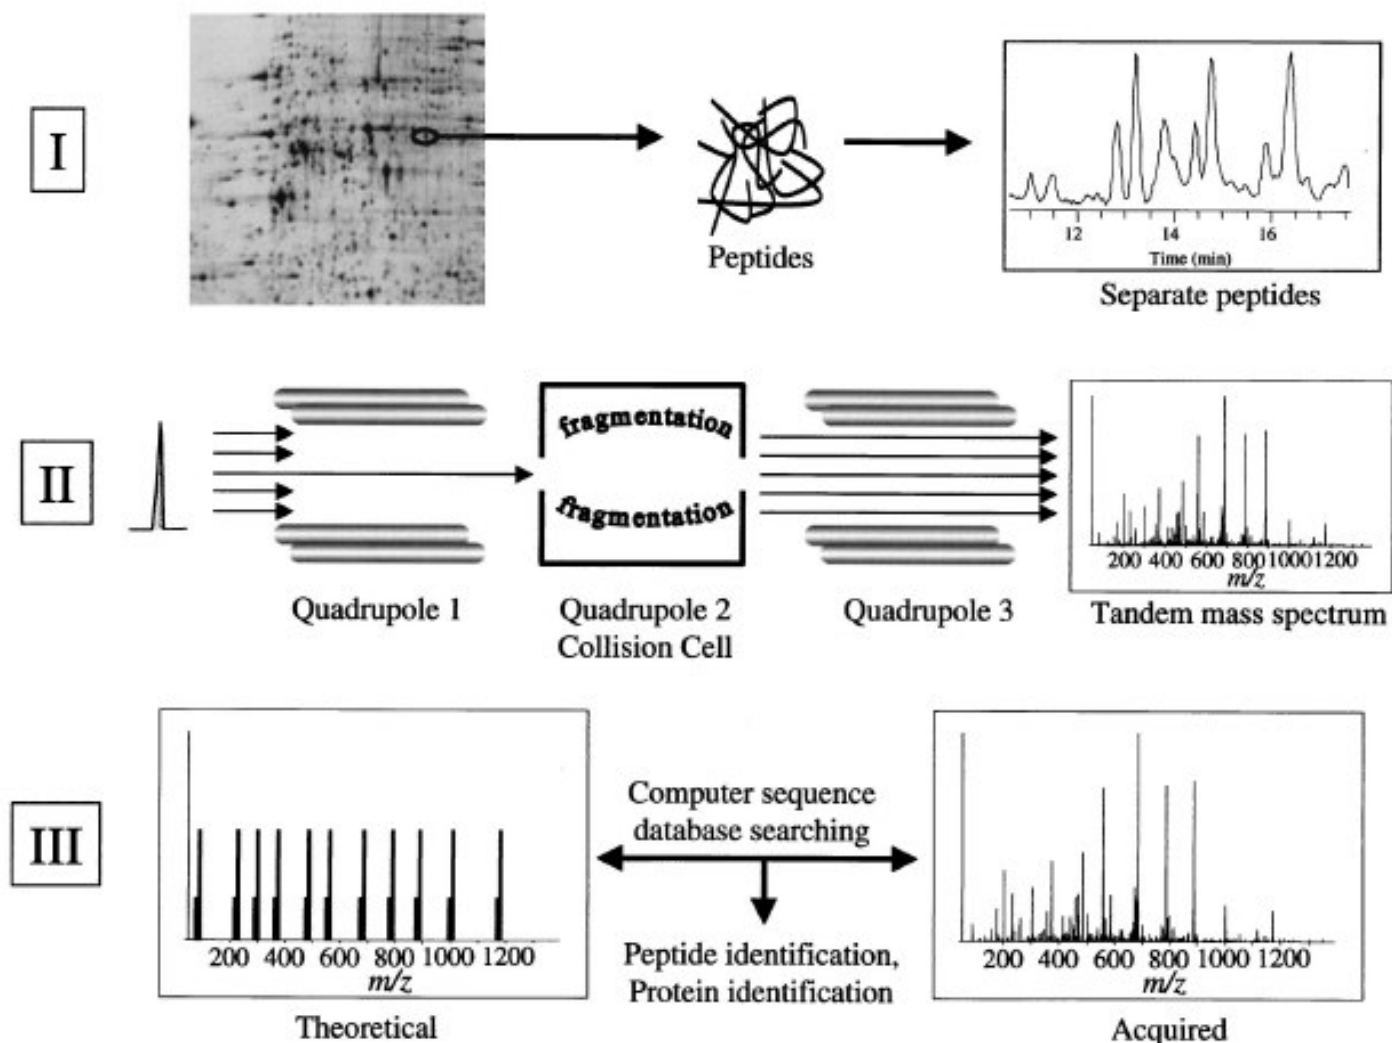 I
Peptides
12 14 16
Time (min)
Separate peptides
II
fragmentation
fragmentation
200 400 600 800 1000 1200
m/z
Quadrupole 1
Quadrupole 2
Collision Cell
Quadrupole 3
Tandem mass spectrum
III
200 400 600 800 1000 1200
m/z
Theoretical
Computer sequence
database searching
Peptide identification,
Protein identification
200 400 600 800 1000 1200
m/z
Acquired